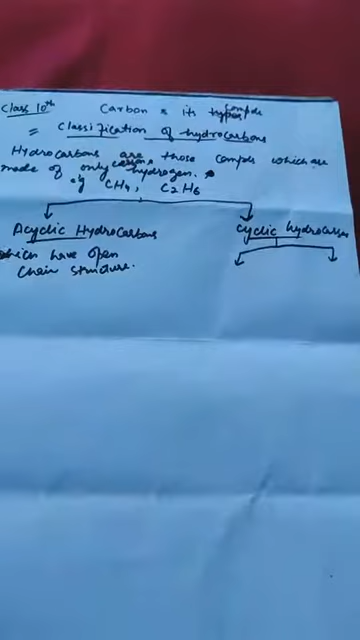 Class 10th Carbon & its compds
= Classification of hydrocarbons
Hydrocarbons are those compds which are
made of only carbon & hydrogen.
eg CH4, C2H6
Acyclic Hydrocarbons
cyclic hydrocarbons
which have open
chain structure.